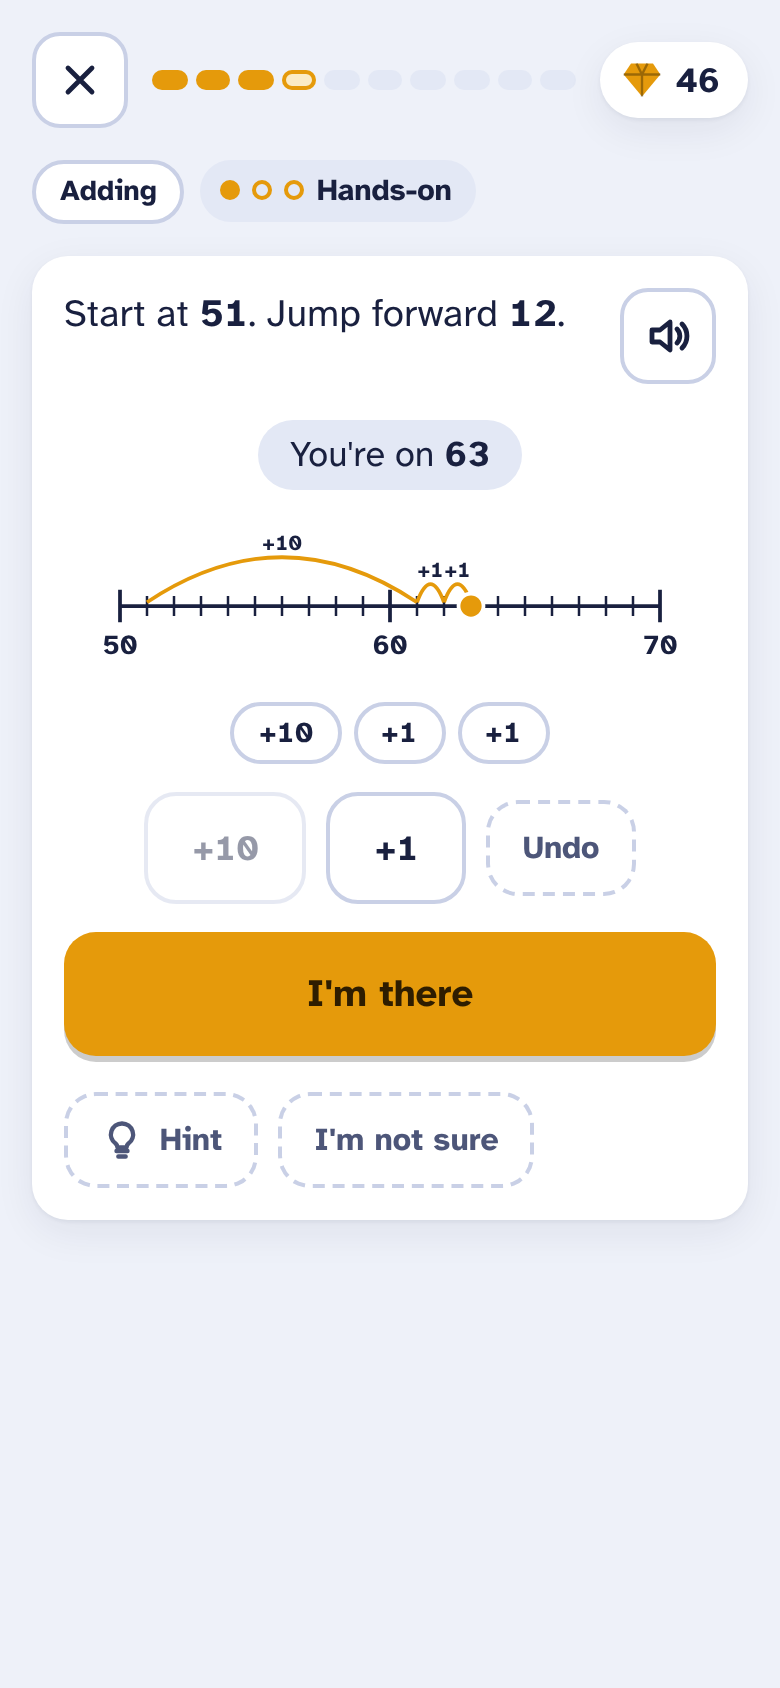 46
Adding
Hands-on
Start at 51. Jump forward 12.
You're on 63
+10
+1+1
50 60 70
+10 +1 +1
+10 +1 Undo
I'm there
Hint I'm not sure